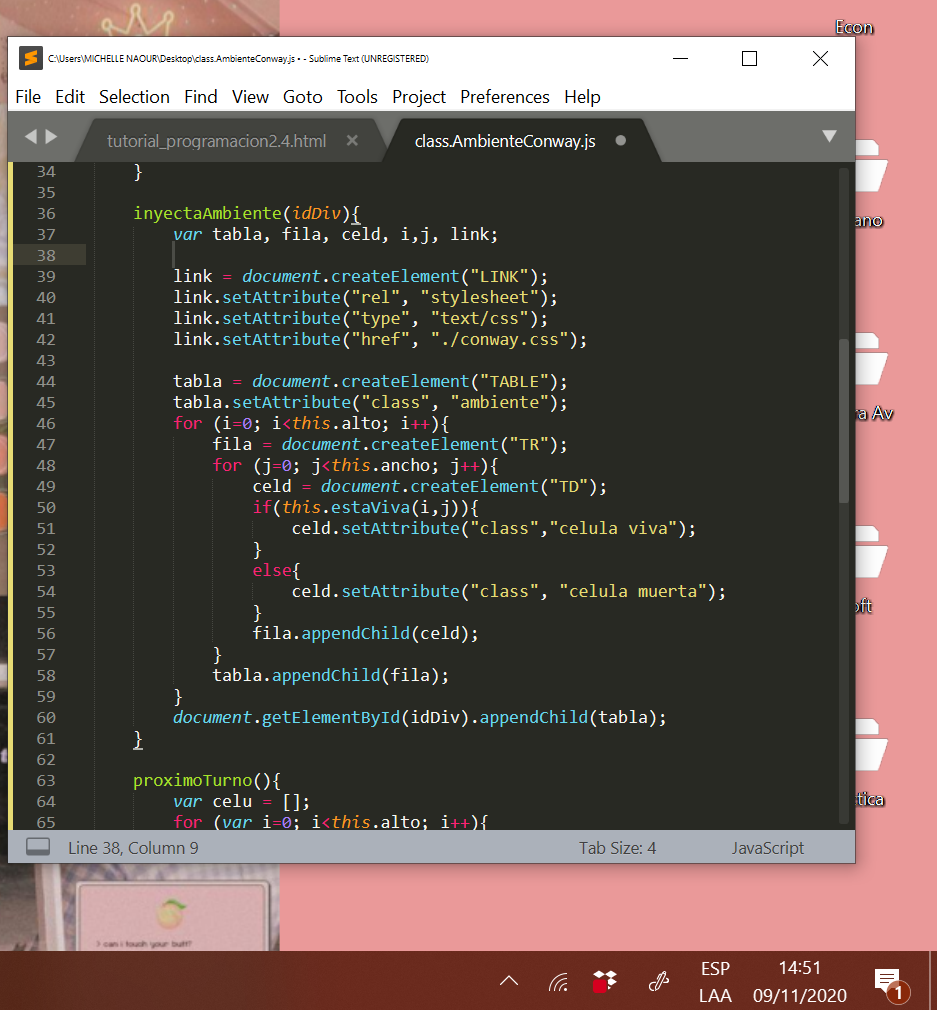 Econ
C:\Users\MICHELLE NAOUR\Desktop\class.AmbienteConway.js • - Sublime Text (UNREGISTERED)
File Edit Selection Find View Goto Tools Project Preferences Help
tutorial_programacion2.4.html × class.AmbienteConway.js
34 }
35
36 inyectaAmbiente(idDiv){
37 var tabla, fila, celd, i,j, link;
38
39 link = document.createElement("LINK");
40 link.setAttribute("rel", "stylesheet");
41 link.setAttribute("type", "text/css");
42 link.setAttribute("href", "./conway.css");
43
44 tabla = document.createElement("TABLE");
45 tabla.setAttribute("class", "ambiente");
46 for (i=0; i<this.alto; i++){
47 fila = document.createElement("TR");
48 for (j=0; j<this.ancho; j++){
49 celd = document.createElement("TD");
50 if(this.estaViva(i,j)){
51 celd.setAttribute("class","celula viva");
52 }
53 else{
54 celd.setAttribute("class", "celula muerta");
55 }
56 fila.appendChild(celd);
57 }
58 tabla.appendChild(fila);
59 }
60 document.getElementById(idDiv).appendChild(tabla);
61 }
62
63 proximoTurno(){
64 var celu = [];
65 for (var i=0; i<this.alto; i++){
Line 38, Column 9 Tab Size: 4 JavaScript
ano
ra Av
oft
tica
> can i touch your butt?
ESP 14:51
LAA 09/11/2020
1